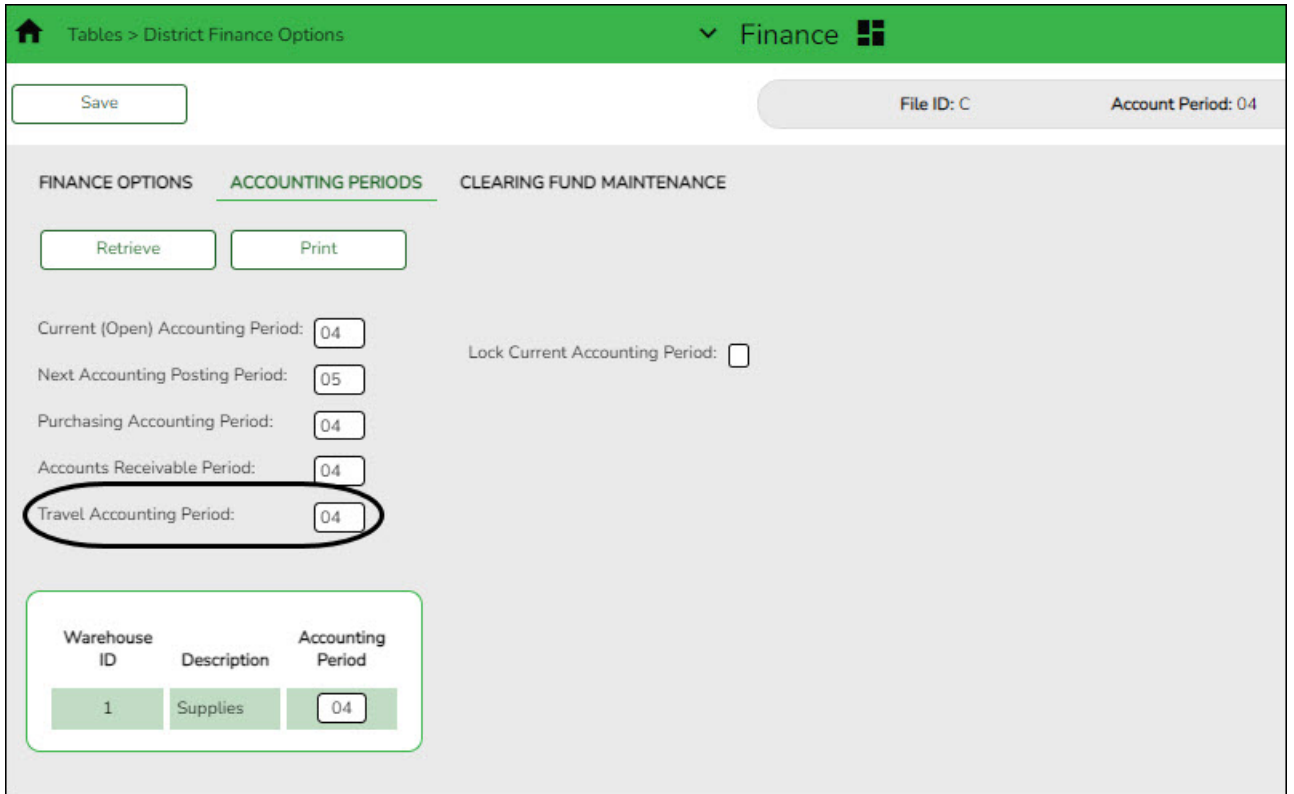 Tables > District Finance Options
Finance
Save
File ID: C
Account Period: 04
FINANCE OPTIONS
ACCOUNTING PERIODS
CLEARING FUND MAINTENANCE
Retrieve
Print
Current (Open) Accounting Period: 04
Lock Current Accounting Period:
Next Accounting Posting Period: 05
Purchasing Accounting Period: 04
Accounts Receivable Period: 04
Travel Accounting Period: 04
Warehouse ID
Description
Accounting Period
1 Supplies 04